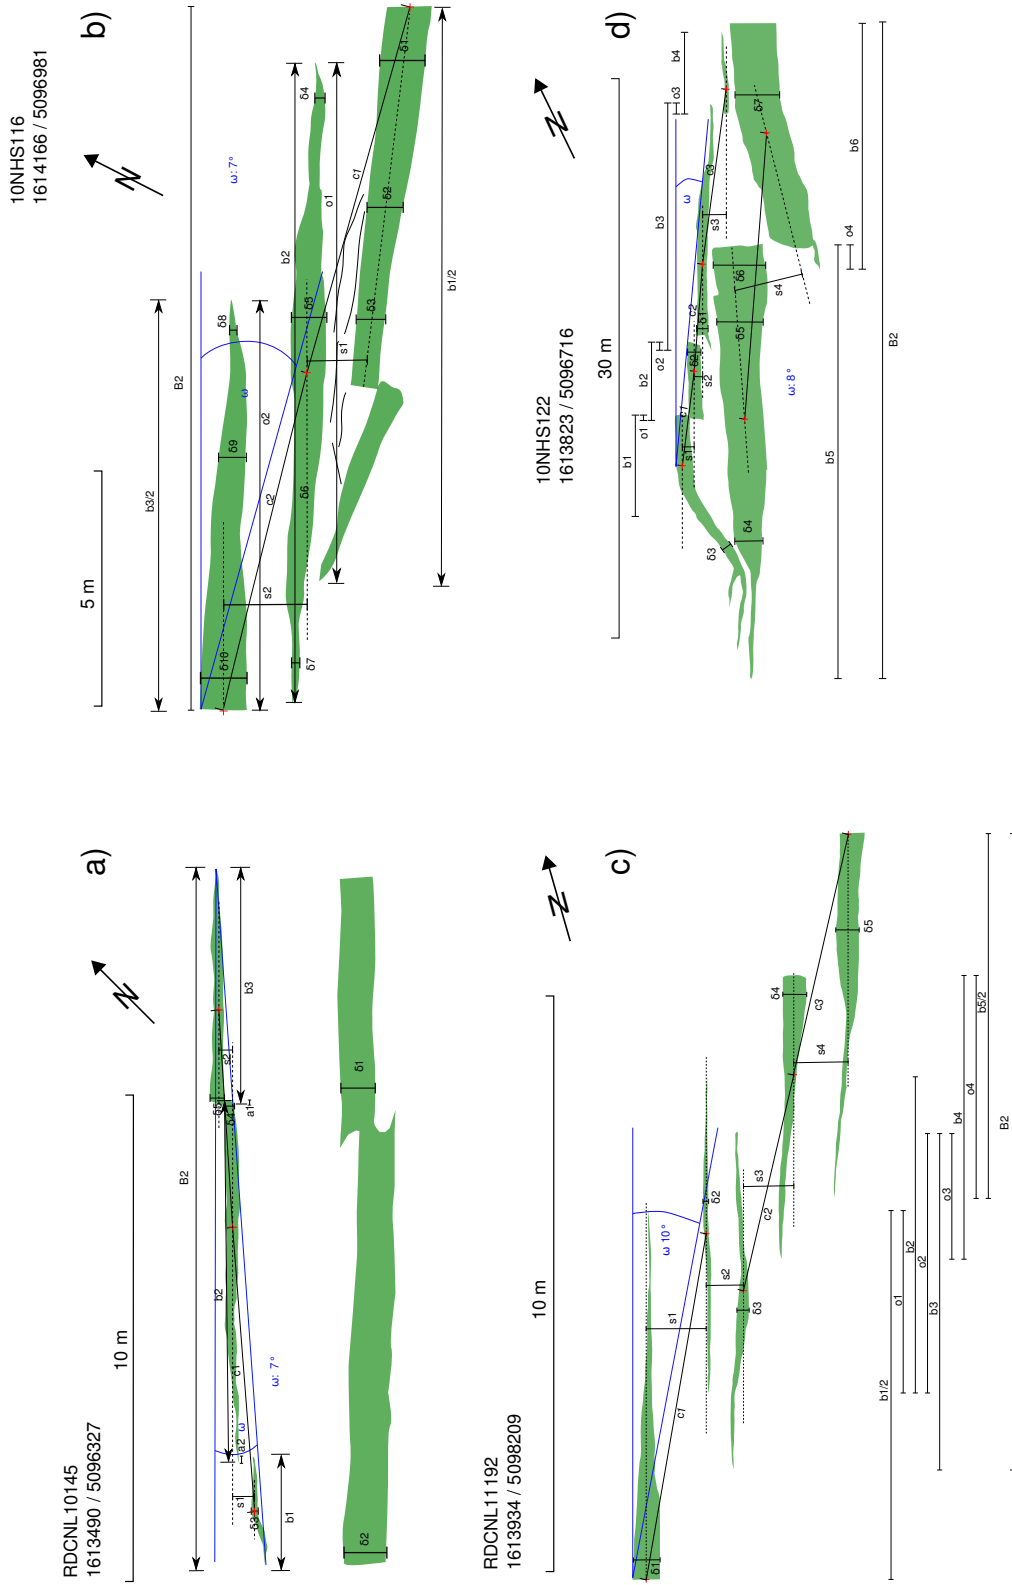 a)
RDCNL10145
1613490 / 5096327
N
10 m
B2
b3
s2
δ5
δ4
a1
b2
c1
ω
a2
s1
δ3
b1
ω: 7°
δ1
δ2
b)
10NHS116
1614166 / 5096981
N
ω: 7°
5 m
B2
b3/2
δ8
δ9
ω
o2
c2
s2
δ10
δ4
b2
o1
δ5
δ6
δ7
s1
c1
δ1
δ2
δ3
b1/2
c)
RDCNL11192
1613934 / 5098209
N
10 m
ω 10°
s1
δ1
c1
δ2
s2
δ3
c2
s3
δ4
c3
s4
δ5
b1/2
o1
b2
o2
b3
o3
b4
o4
b5/2
B2
d)
10NHS122
1613823 / 5096716
N
30 m
b4
o3
b3
ω
c3
s3
b2
o2
c2
δ1
δ2
s2
b1
o1
c1
s1
δ3
δ4
δ5
δ6
δ7
s4
ω: 8°
o4
b6
b5
B2